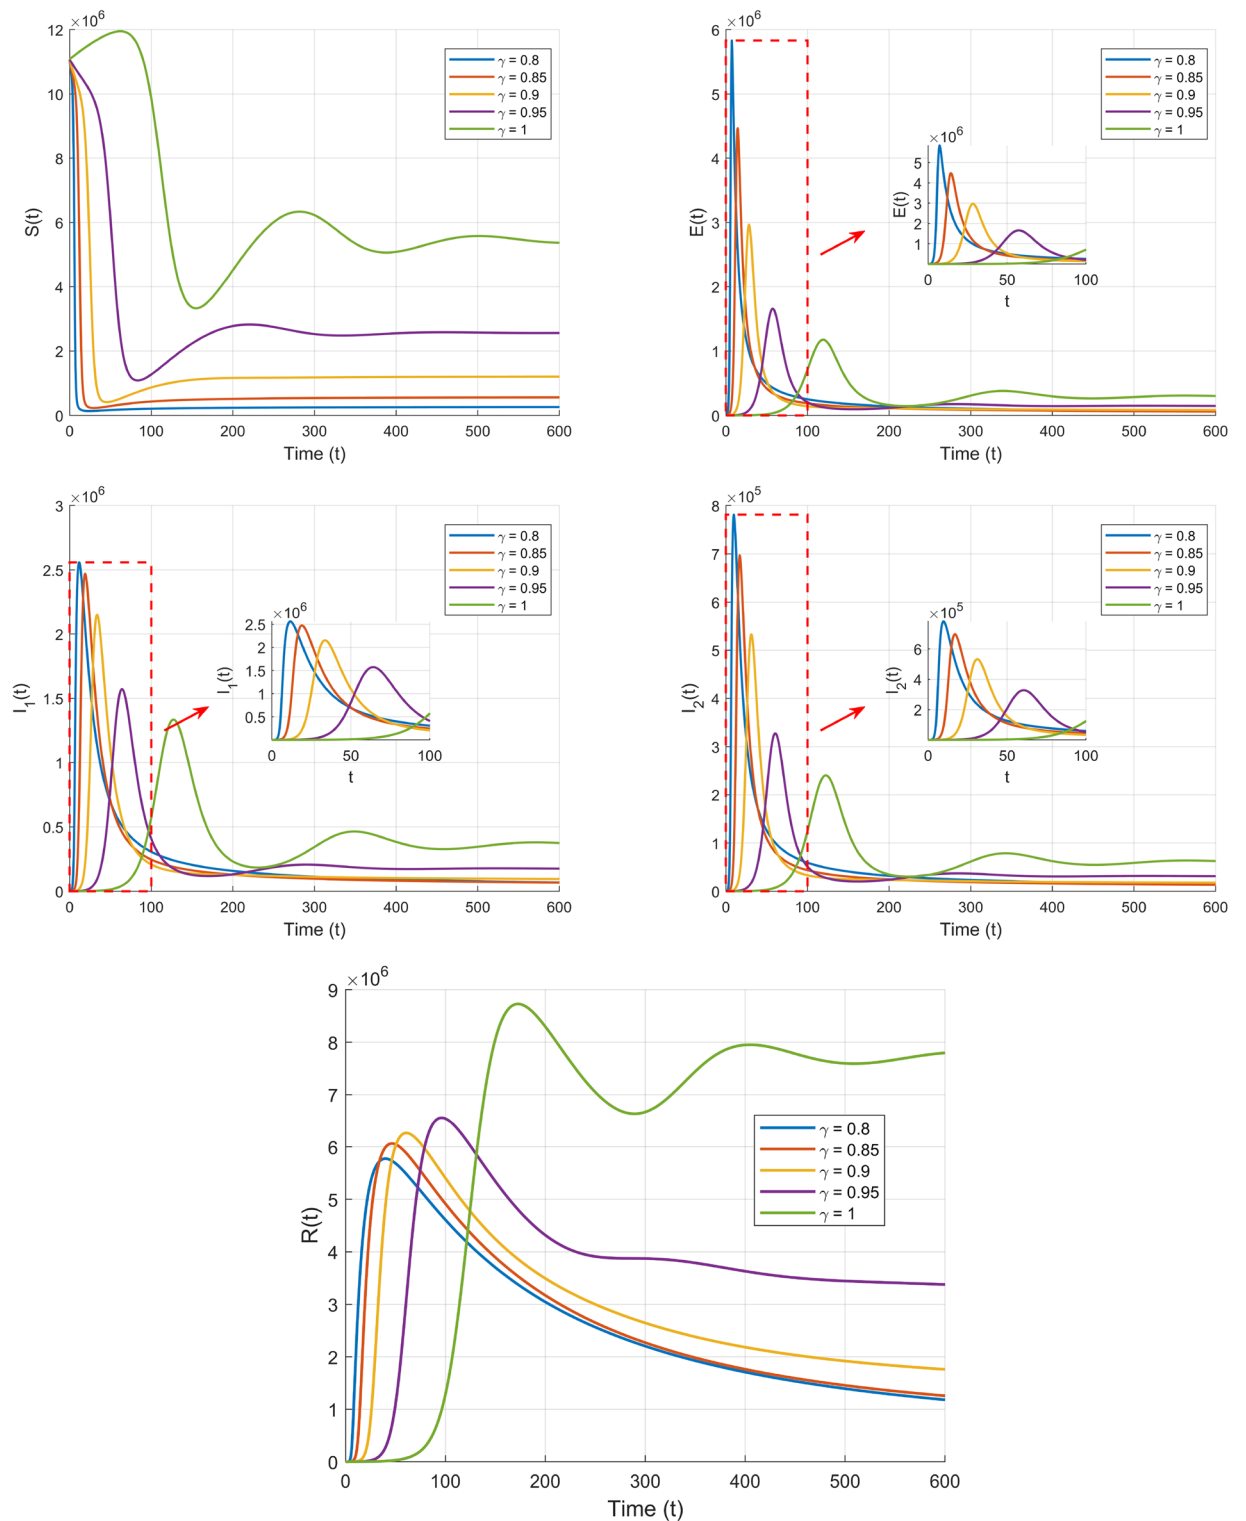 ×10^6
12
10
8
6
4
2
0
S(t)
0 100 200 300 400 500 600
Time (t)
γ = 0.8
γ = 0.85
γ = 0.9
γ = 0.95
γ = 1
×10^6
6
5
4
3
2
1
0
E(t)
0 100 200 300 400 500 600
Time (t)
γ = 0.8
γ = 0.85
γ = 0.9
γ = 0.95
γ = 1
×10^6
5
4
3
2
1
E(t)
0 50 100
t
×10^6
3
2.5
2
1.5
1
0.5
0
I_1(t)
0 100 200 300 400 500 600
Time (t)
γ = 0.8
γ = 0.85
γ = 0.9
γ = 0.95
γ = 1
×10^6
2.5
2
1.5
1
0.5
I_1(t)
0 50 100
t
×10^5
8
7
6
5
4
3
2
1
0
I_2(t)
0 100 200 300 400 500 600
Time (t)
γ = 0.8
γ = 0.85
γ = 0.9
γ = 0.95
γ = 1
×10^5
6
4
2
I_2(t)
0 50 100
t
×10^6
9
8
7
6
5
4
3
2
1
0
R(t)
0 100 200 300 400 500 600
Time (t)
γ = 0.8
γ = 0.85
γ = 0.9
γ = 0.95
γ = 1